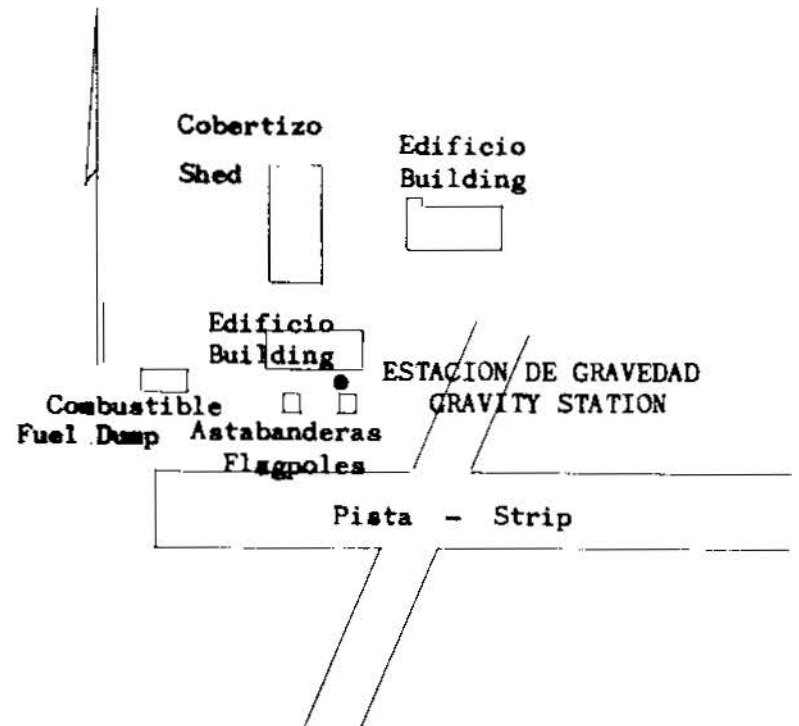 Cobertizo
Shed
Edificio
Building
Edificio
Building
ESTACION DE GRAVEDAD
GRAVITY STATION
Combustible
Fuel Dump
Astabanderas
Flagpoles
Pista - Strip